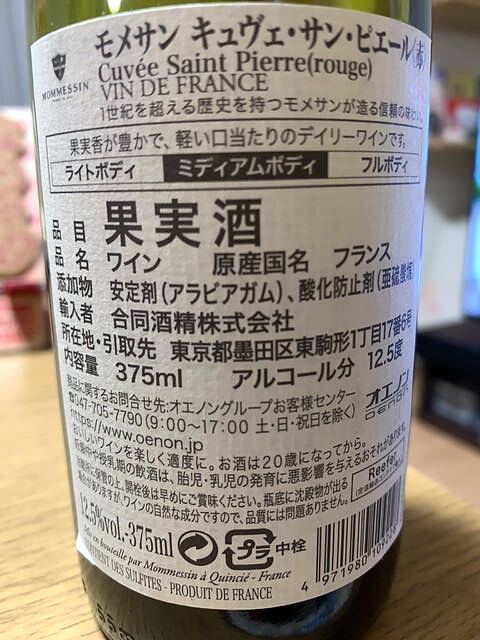 モメサン キュヴェ・サン・ピエール(赤)
MOMMESSIN
Cuvée Saint Pierre(rouge)
VIN DE FRANCE
1世紀を超える歴史を持つモメサンが造る信頼の味
果実香が豊かで、軽い口当たりのデイリーワインです。
ライトボディ ミディアムボディ フルボディ
品目 果実酒
品名 ワイン 原産国名 フランス
添加物 安定剤(アラビアガム)、酸化防止剤(亜硫酸塩)
輸入者 合同酒精株式会社
所在地・引取先 東京都墨田区東駒形1丁目17番6号
内容量 375ml アルコール分 12.5度
商品に関するお問合せ先:オエノングループお客様センター
☎047-705-7790(9:00〜17:00 土・日・祝日を除く)
オエノン
oenon
https://www.oenon.jp
おいしいワインを楽しく適度に。お酒は20歳になってから。
妊娠中や授乳期の飲酒は、胎児・乳児の発育に悪影響を与えるおそれがあります。
開栓後は早めにご賞味ください。瓶底に沈殿物が出る
場合がありますが、ワインの自然な成分ですので、品質には問題ありません。
Reefer
12.5%vol.-375ml
プラ 中栓
Mis en bouteille par Mommessin à Quincié - France
CONTIENT DES SULFITES - PRODUIT DE FRANCE
4 971980